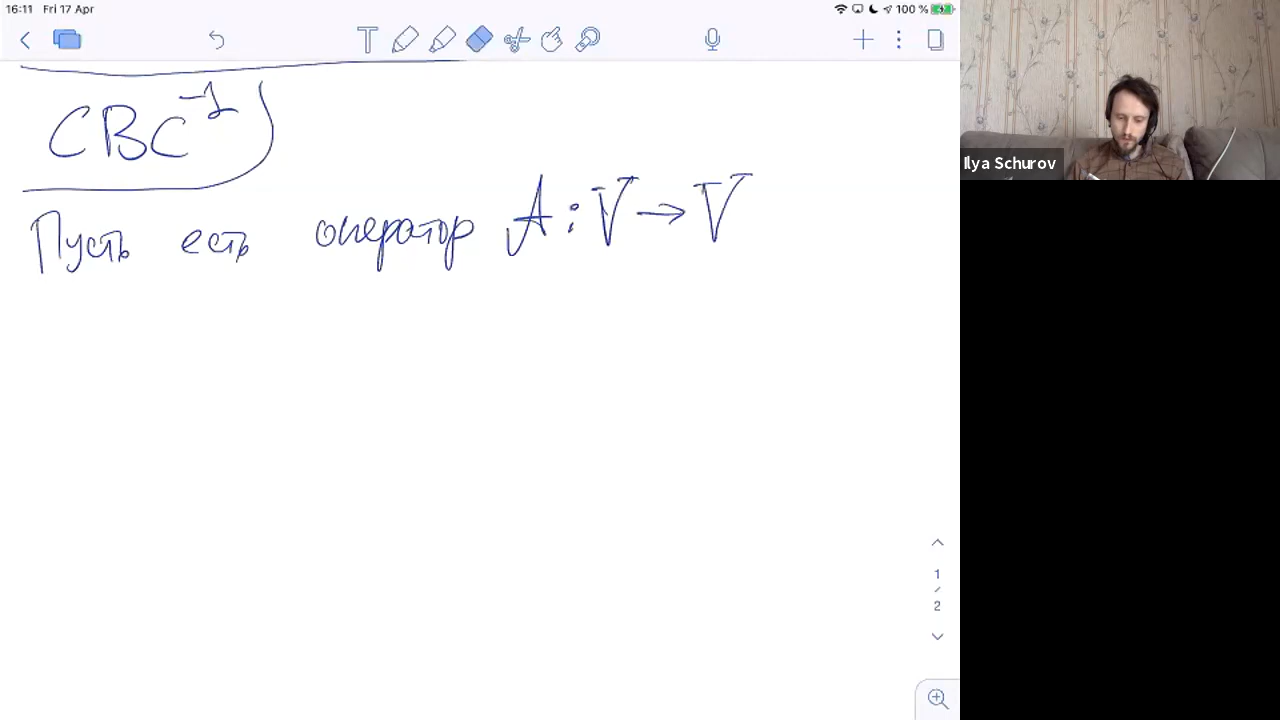 16:11 Fri 17 Apr 100 %
CBC⁻¹
Пусть есть оператор A : V → V
Ilya Schurov
1
/
2